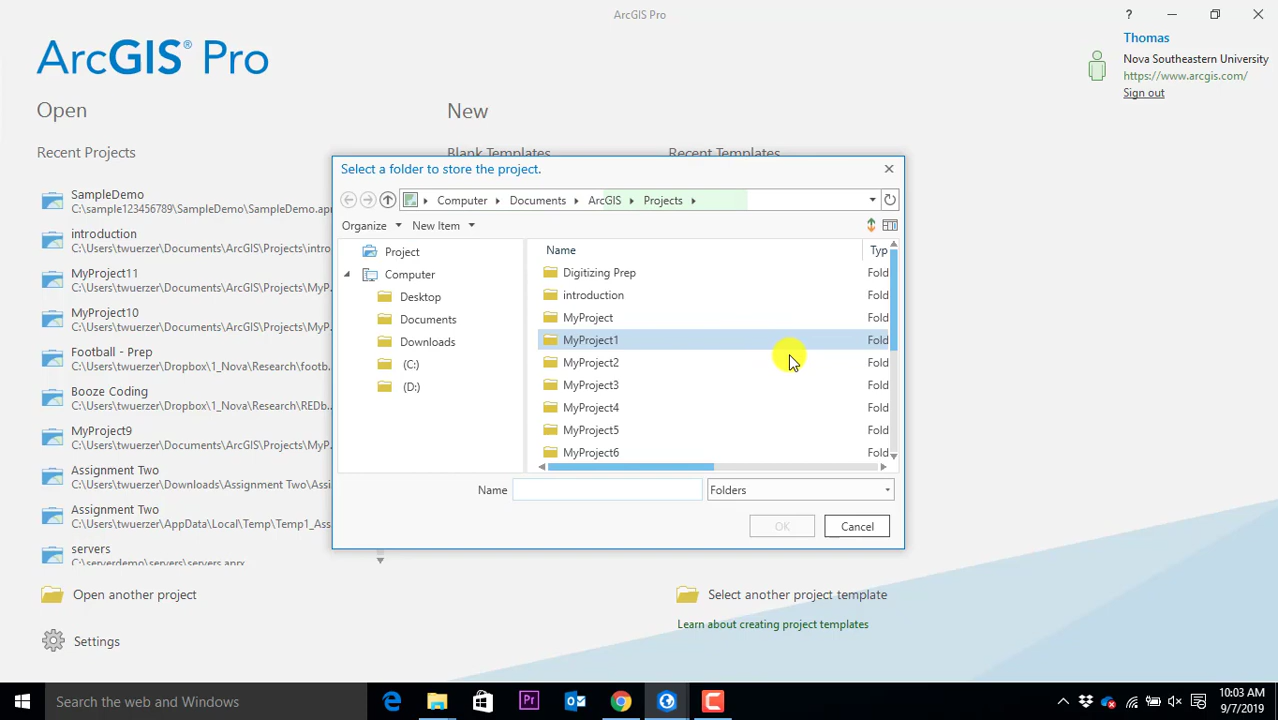 ArcGIS Pro
?
ArcGIS® Pro
Thomas
Nova Southeastern University
https://www.arcgis.com/
Sign out
Open
New
Recent Projects
Blank Templates
Recent Templates
SampleDemo
C:\sample123456789\SampleDemo\SampleDemo.apr
introduction
C:\Users\twuerzer\Documents\ArcGIS\Projects\intro
MyProject11
C:\Users\twuerzer\Documents\ArcGIS\Projects\MyP
MyProject10
C:\Users\twuerzer\Documents\ArcGIS\Projects\MyP
Football - Prep
C:\Users\twuerzer\Dropbox\1_Nova\Research\footb
Booze Coding
C:\Users\twuerzer\Dropbox\1_Nova\Research\REDb...
MyProject9
C:\Users\twuerzer\Documents\ArcGIS\Projects\MyP
Assignment Two
C:\Users\twuerzer\Downloads\Assignment Two\Ass
Assignment Two
C:\Users\twuerzer\AppData\Local\Temp\Temp1_Ass
servers
C:\serverdemo\servers\servers.aprx
Open another project
Settings
Select a folder to store the project.
Computer Documents ArcGIS Projects
Organize New Item
Project
Computer
Desktop
Documents
Downloads
(C:)
(D:)
Name Typ
Digitizing Prep Fold
introduction Fold
MyProject Fold
MyProject1 Fold
MyProject2 Fold
MyProject3 Fold
MyProject4 Fold
MyProject5 Fold
MyProject6 Fold
Name Folders
OK Cancel
Select another project template
Learn about creating project templates
Search the web and Windows
Pr
10:03 AM
9/7/2019